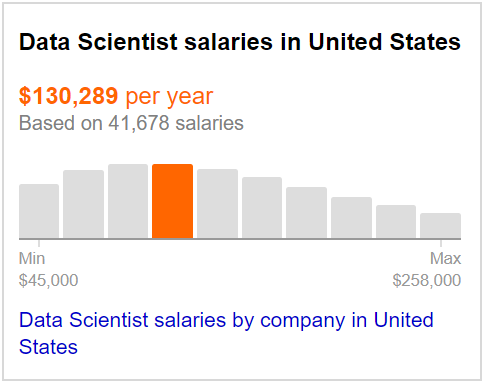 Data Scientist salaries in United States
$130,289 per year
Based on 41,678 salaries
Min
Max
$45,000
$258,000
Data Scientist salaries by company in United
States